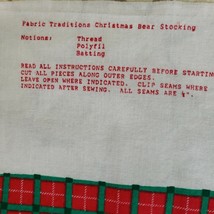 Fabric Traditions Christmas Bear Stocking
Notions: Thread
Polyfil
Batting
READ ALL INSTRUCTIONS CAREFULLY BEFORE STARTING
CUT ALL PIECES ALONG OUTER EDGES.
LEAVE OPEN WHERE INDICATED. CLIP SEAMS WHERE
INDICATED AFTER SEWING. ALL SEAMS ARE ¼".